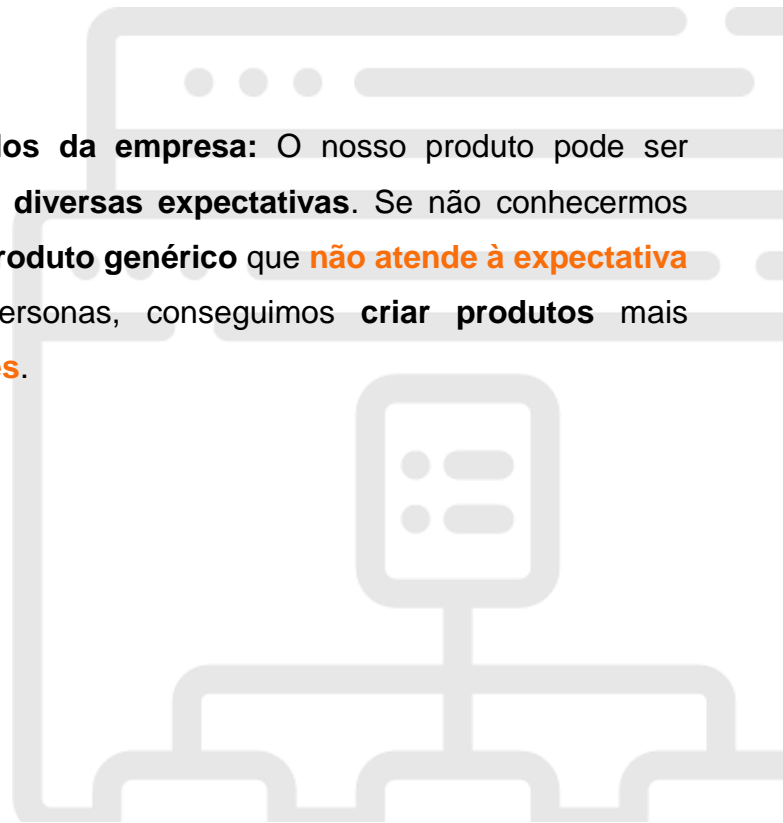 los da empresa: O nosso produto pode ser
diversas expectativas. Se não conhecermos
roduto genérico que não atende à expectativa
ersonas, conseguimos criar produtos mais
s.